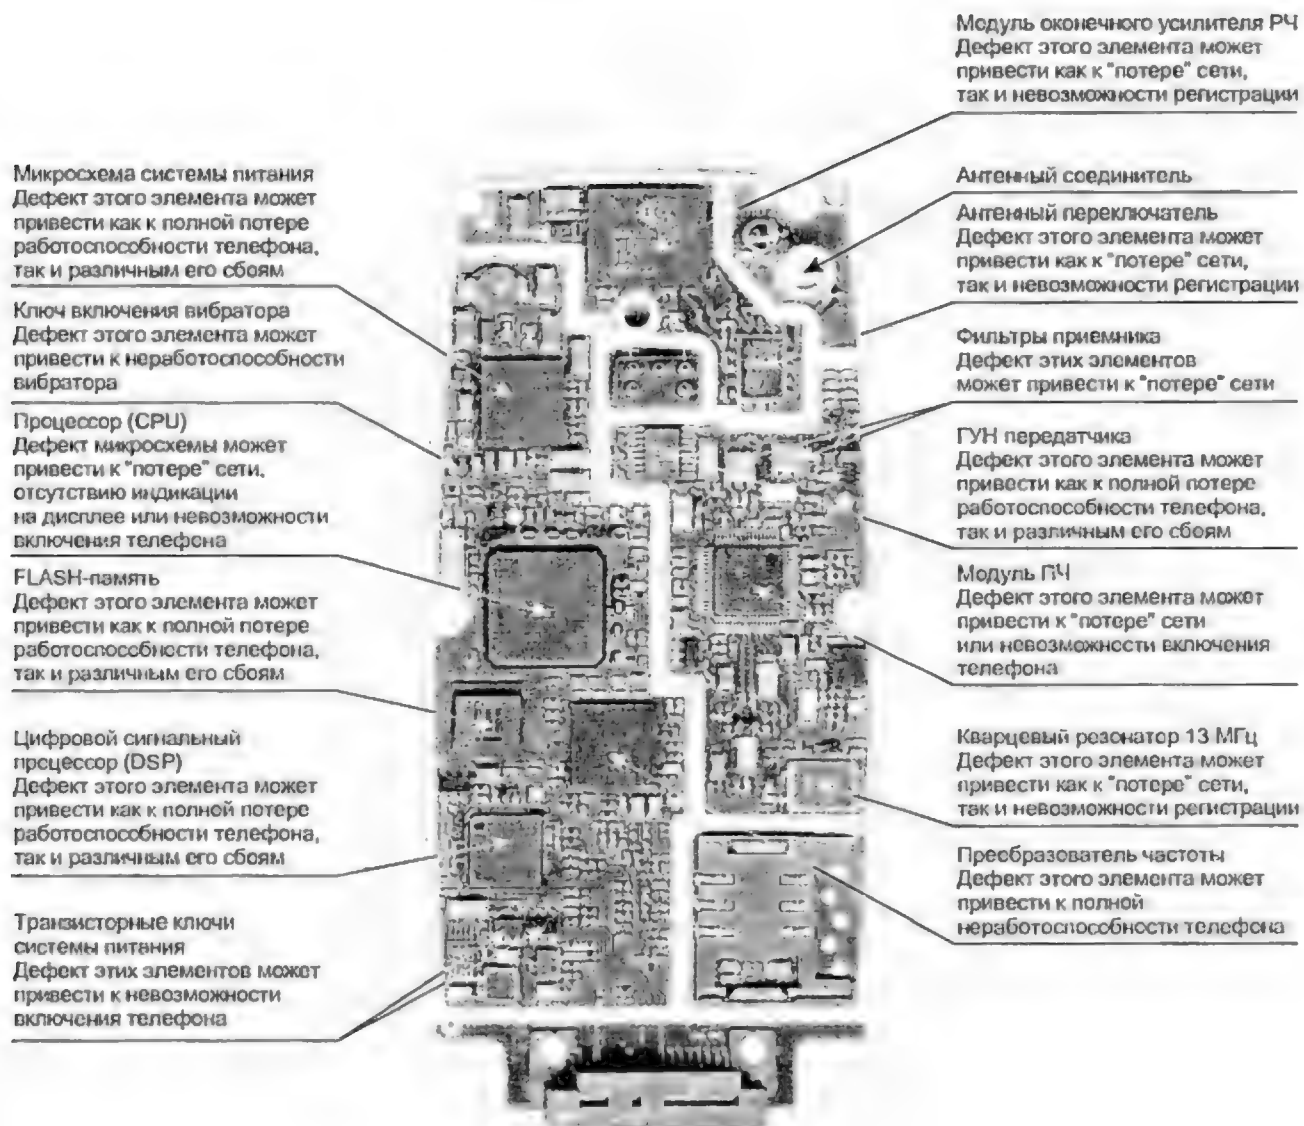 Микросхема системы питания
Дефект этого элемента может
привести как к полной потере
работоспособности телефона,
так и различным его сбоям
Ключ включения вибратора
Дефект этого элемента может
привести к неработоспособности
вибратора
Процессор (CPU)
Дефект микросхемы может
привести к "потере" сети,
отсутствию индикации
на дисплее или невозможности
включения телефона
FLASH-память
Дефект этого элемента может
привести как к полной потере
работоспособности телефона,
так и различным его сбоям
Цифровой сигнальный
процессор (DSP)
Дефект этого элемента может
привести как к полной потере
работоспособности телефона,
так и различным его сбоям
Транзисторные ключи
системы питания
Дефект этих элементов может
привести к невозможности
включения телефона
Модуль оконечного усилителя РЧ
Дефект этого элемента может
привести как к "потере" сети,
так и невозможности регистрации
Антенный соединитель
Антенный переключатель
Дефект этого элемента может
привести как к "потере" сети,
так и невозможности регистрации
Фильтры приемника
Дефект этих элементов
может привести к "потере" сети
ГУН передатчика
Дефект этого элемента может
привести как к полной потере
работоспособности телефона,
так и различным его сбоям
Модуль ПЧ
Дефект этого элемента может
привести к "потере" сети
или невозможности включения
телефона
Кварцевый резонатор 13 МГц
Дефект этого элемента может
привести как к "потере" сети,
так и невозможности регистрации
Преобразователь частоты
Дефект этого элемента может
привести к полной
неработоспособности телефона